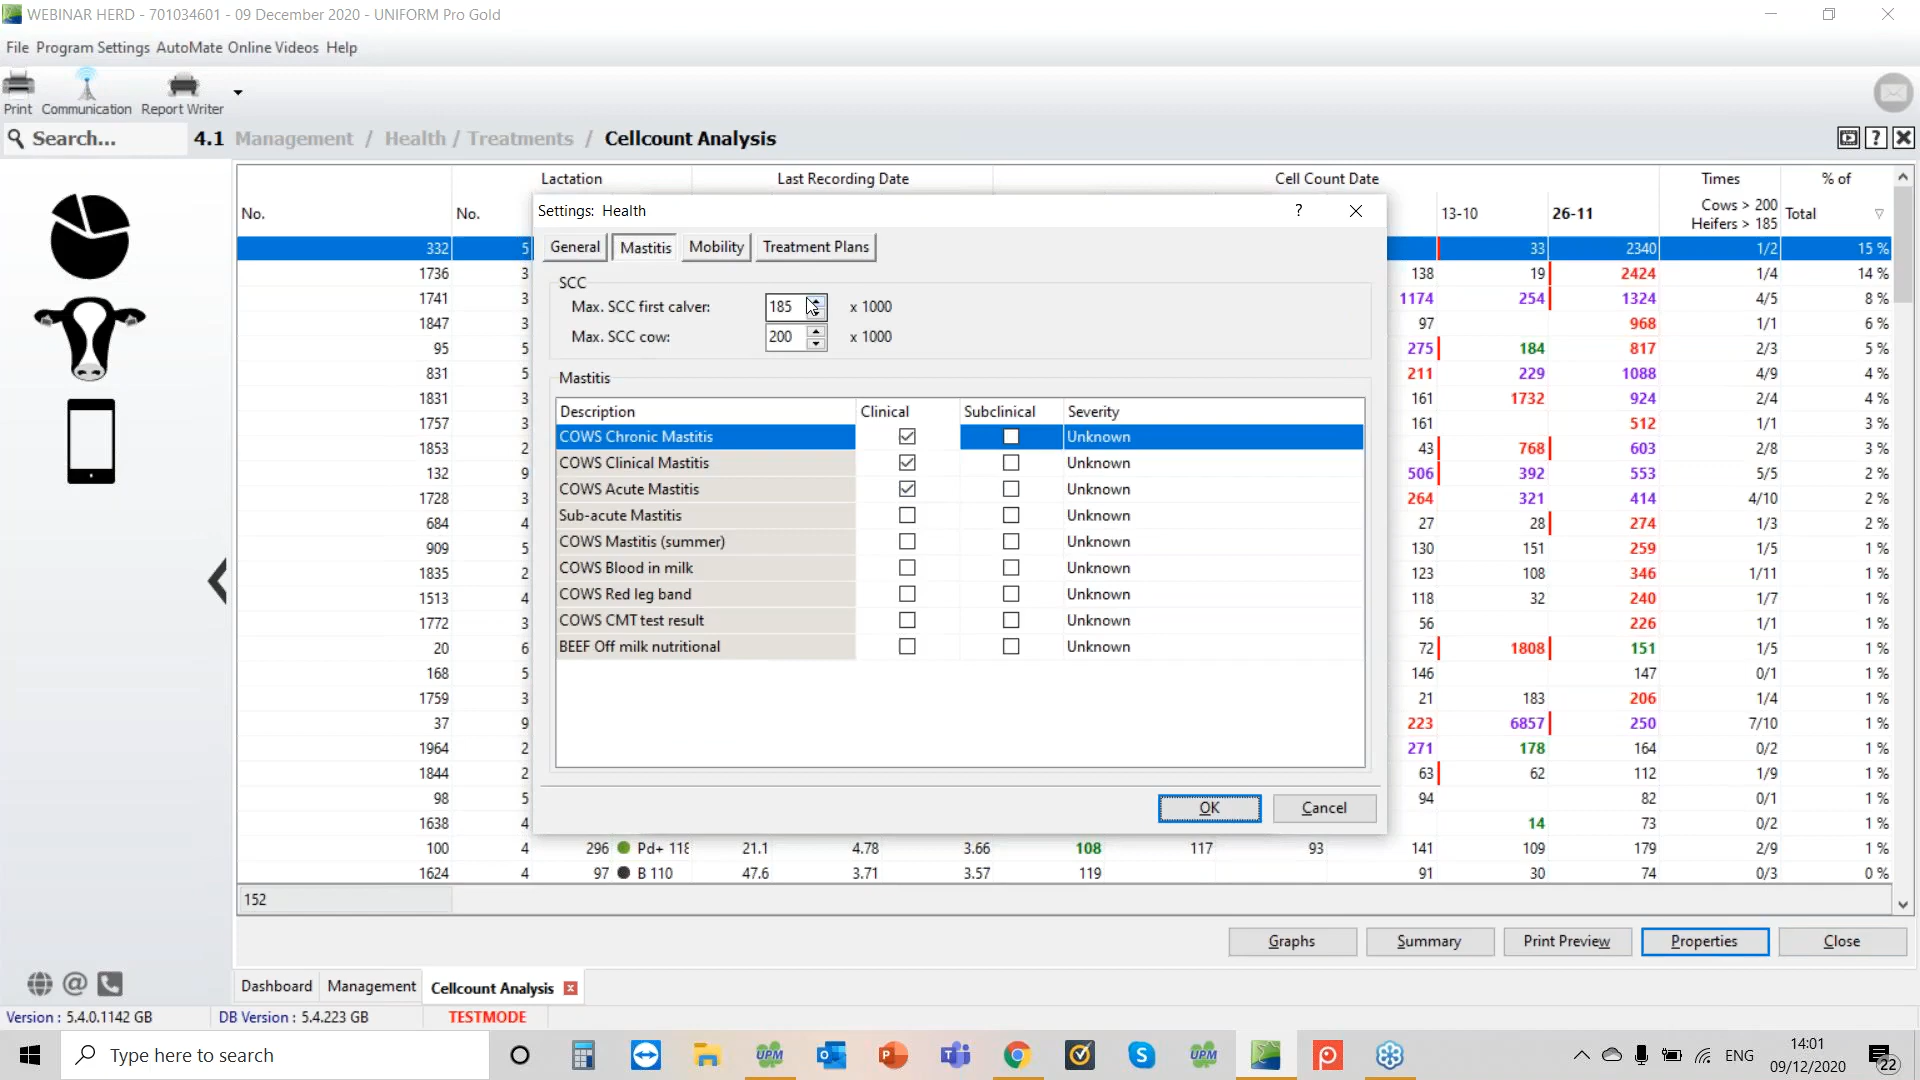 WEBINAR HERD - 701034601 - 09 December 2020 - UNIFORM Pro Gold
File Program Settings AutoMate Online Videos Help
Print Communication Report Writer
Search... 4.1 Management / Health / Treatments / Cellcount Analysis
Lactation Last Recording Date Cell Count Date Times % of
No. No. 13-10 26-11 Cows > 200 Heifers > 185 Total
Settings: Health
General Mastitis Mobility Treatment Plans
SCC
Max. SCC first calver: 185 x 1000
Max. SCC cow: 200 x 1000
Mastitis
Description Clinical Subclinical Severity
COWS Chronic Mastitis Unknown
COWS Clinical Mastitis Unknown
COWS Acute Mastitis Unknown
Sub-acute Mastitis Unknown
COWS Mastitis (summer) Unknown
COWS Blood in milk Unknown
COWS Red leg band Unknown
COWS CMT test result Unknown
BEEF Off milk nutritional Unknown
OK Cancel
332 5 33 2340 1/2 15 %
1736 3 138 19 2424 1/4 14 %
1741 3 1174 254 1324 4/5 8 %
1847 3 97 968 1/1 6 %
95 5 275 184 817 2/3 5 %
831 5 211 229 1088 4/9 4 %
1831 3 161 1732 924 2/4 4 %
1757 3 161 512 1/1 3 %
1853 2 43 768 603 2/8 3 %
132 9 506 392 553 5/5 2 %
1728 3 264 321 414 4/10 2 %
684 4 27 28 274 1/3 2 %
909 5 130 151 259 1/5 1 %
1835 2 123 108 346 1/11 1 %
1513 4 118 32 240 1/7 1 %
1772 3 56 226 1/1 1 %
20 6 72 1808 151 1/5 1 %
168 5 146 147 0/1 1 %
1759 3 21 183 206 1/4 1 %
37 9 223 6857 250 7/10 1 %
1964 2 271 178 164 0/2 1 %
1844 2 63 62 112 1/9 1 %
98 5 94 82 0/1 1 %
1638 4 14 73 0/2 1 %
100 4 296 Pd+ 118 21.1 4.78 3.66 108 117 93 141 109 179 2/9 1 %
1624 4 97 B 110 47.6 3.71 3.57 119 91 30 74 0/3 0 %
152
Graphs Summary Print Preview Properties Close
Dashboard Management Cellcount Analysis
Version : 5.4.0.1142 GB DB Version : 5.4.223 GB TESTMODE
Type here to search ENG 14:01
09/12/2020 22